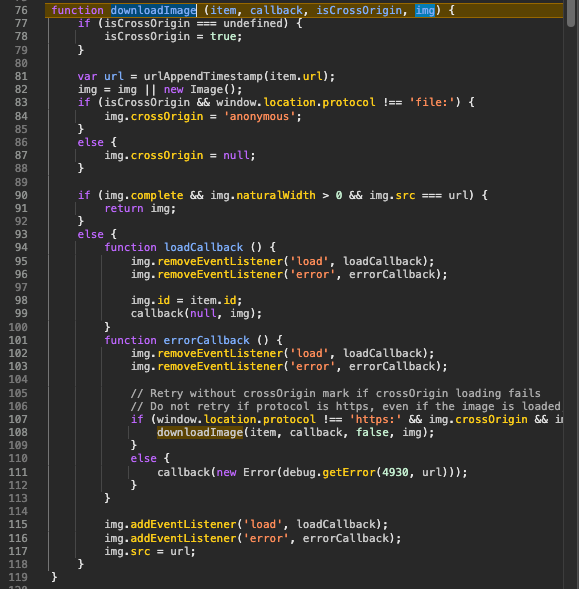 76 function downloadImage (item, callback, isCrossOrigin, img) {
77 if (isCrossOrigin === undefined) {
78 isCrossOrigin = true;
79 }
80
81 var url = urlAppendTimestamp(item.url);
82 img = img || new Image();
83 if (isCrossOrigin && window.location.protocol !== 'file:') {
84 img.crossOrigin = 'anonymous';
85 }
86 else {
87 img.crossOrigin = null;
88 }
89
90 if (img.complete && img.naturalWidth > 0 && img.src === url) {
91 return img;
92 }
93 else {
94 function loadCallback () {
95 img.removeEventListener('load', loadCallback);
96 img.removeEventListener('error', errorCallback);
97
98 img.id = item.id;
99 callback(null, img);
100 }
101 function errorCallback () {
102 img.removeEventListener('load', loadCallback);
103 img.removeEventListener('error', errorCallback);
104
105 // Retry without crossOrigin mark if crossOrigin loading fails
106 // Do not retry if protocol is https, even if the image is loaded
107 if (window.location.protocol !== 'https:' && img.crossOrigin &&
108 downloadImage(item, callback, false, img);
109 }
110 else {
111 callback(new Error(debug.getError(4930, url)));
112 }
113 }
114
115 img.addEventListener('load', loadCallback);
116 img.addEventListener('error', errorCallback);
117 img.src = url;
118 }
119 }